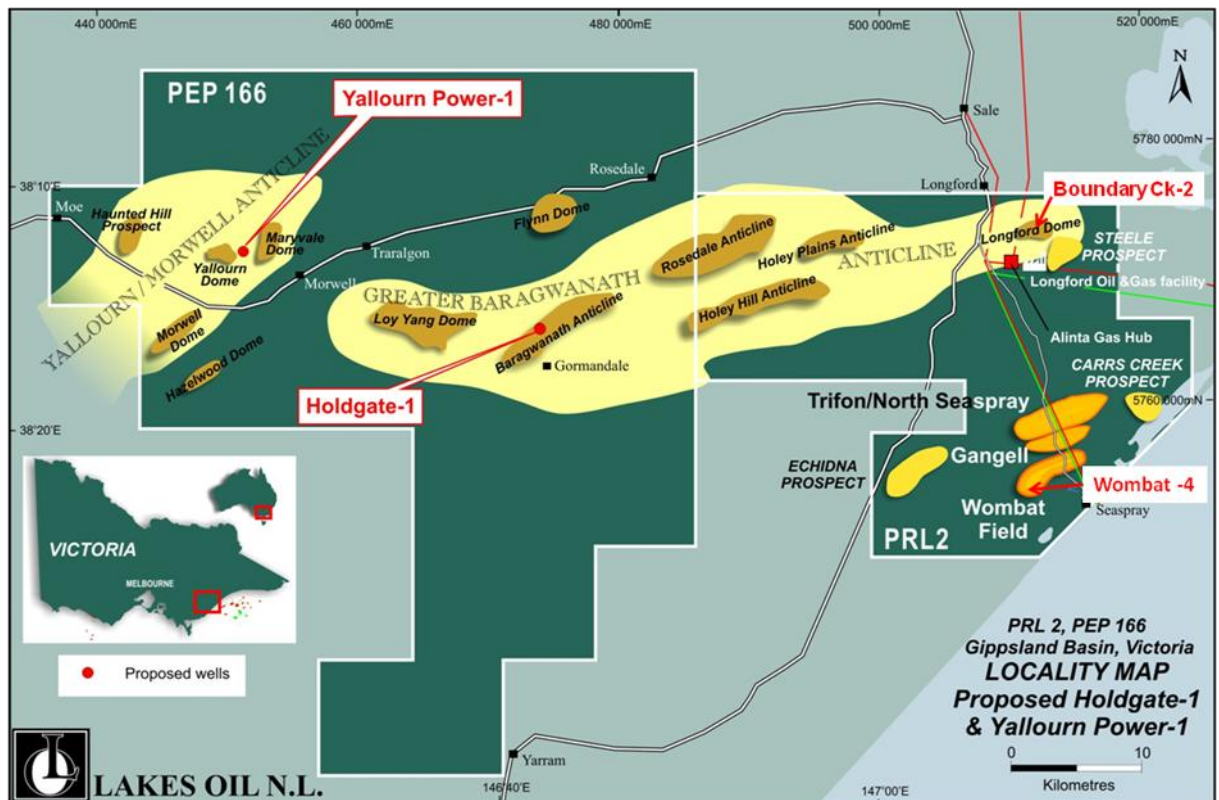 440 000mE
460 000mE
480 000mE
500 000mE
520 000mE
N
PEP 166
Yallourn Power-1
Sale
5780 000mN
38°10'
Moe
Haunted Hill
Prospect
YALLOURN / MORWELL ANTICLINE
Maryvale
Dome
Yallourn
Dome
Morwell
Traralgon
Rosedale
Flynn Dome
Longford
Boundary Ck-2
Longford Dome
STEELE
PROSPECT
Longford Oil &Gas facility
Rosedale Anticline
Holey Plains Anticline
GREATER BARAGWANATH
ANTICLINE
Holey Hill Anticline
Loy Yang Dome
Baragwanath Anticline
Gormandale
Morwell
Dome
Hazelwood Dome
Alinta Gas Hub
CARRS CREEK
PROSPECT
Holdgate-1
5760 000mN
Trifon/North Seaspray
38°20'E
Gangell
ECHIDNA
PROSPECT
Wombat -4
Wombat
Field
Seaspray
PRL2
VICTORIA
MELBOURNE
Proposed wells
PRL 2, PEP 166
Gippsland Basin, Victoria
LOCALITY MAP
Proposed Holdgate-1
& Yallourn Power-1
0
10
Kilometres
Yarram
146°40'E
147°00'E
LAKES OIL N.L.